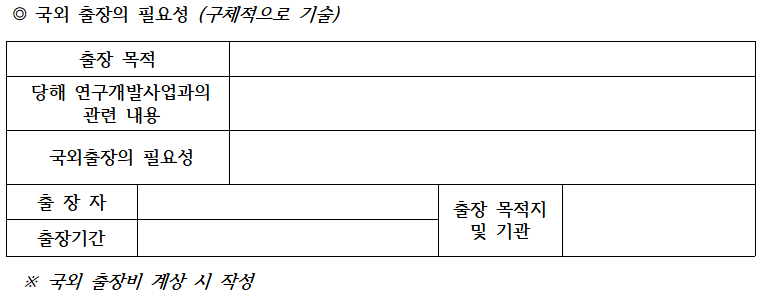 ◎ 국외 출장의 필요성 (구체적으로 기술)
출장 목적
당해 연구개발사업과의
관련 내용
국외출장의 필요성
출 장 자
출장 목적지
및 기관
출장기간
※ 국외 출장비 계상 시 작성